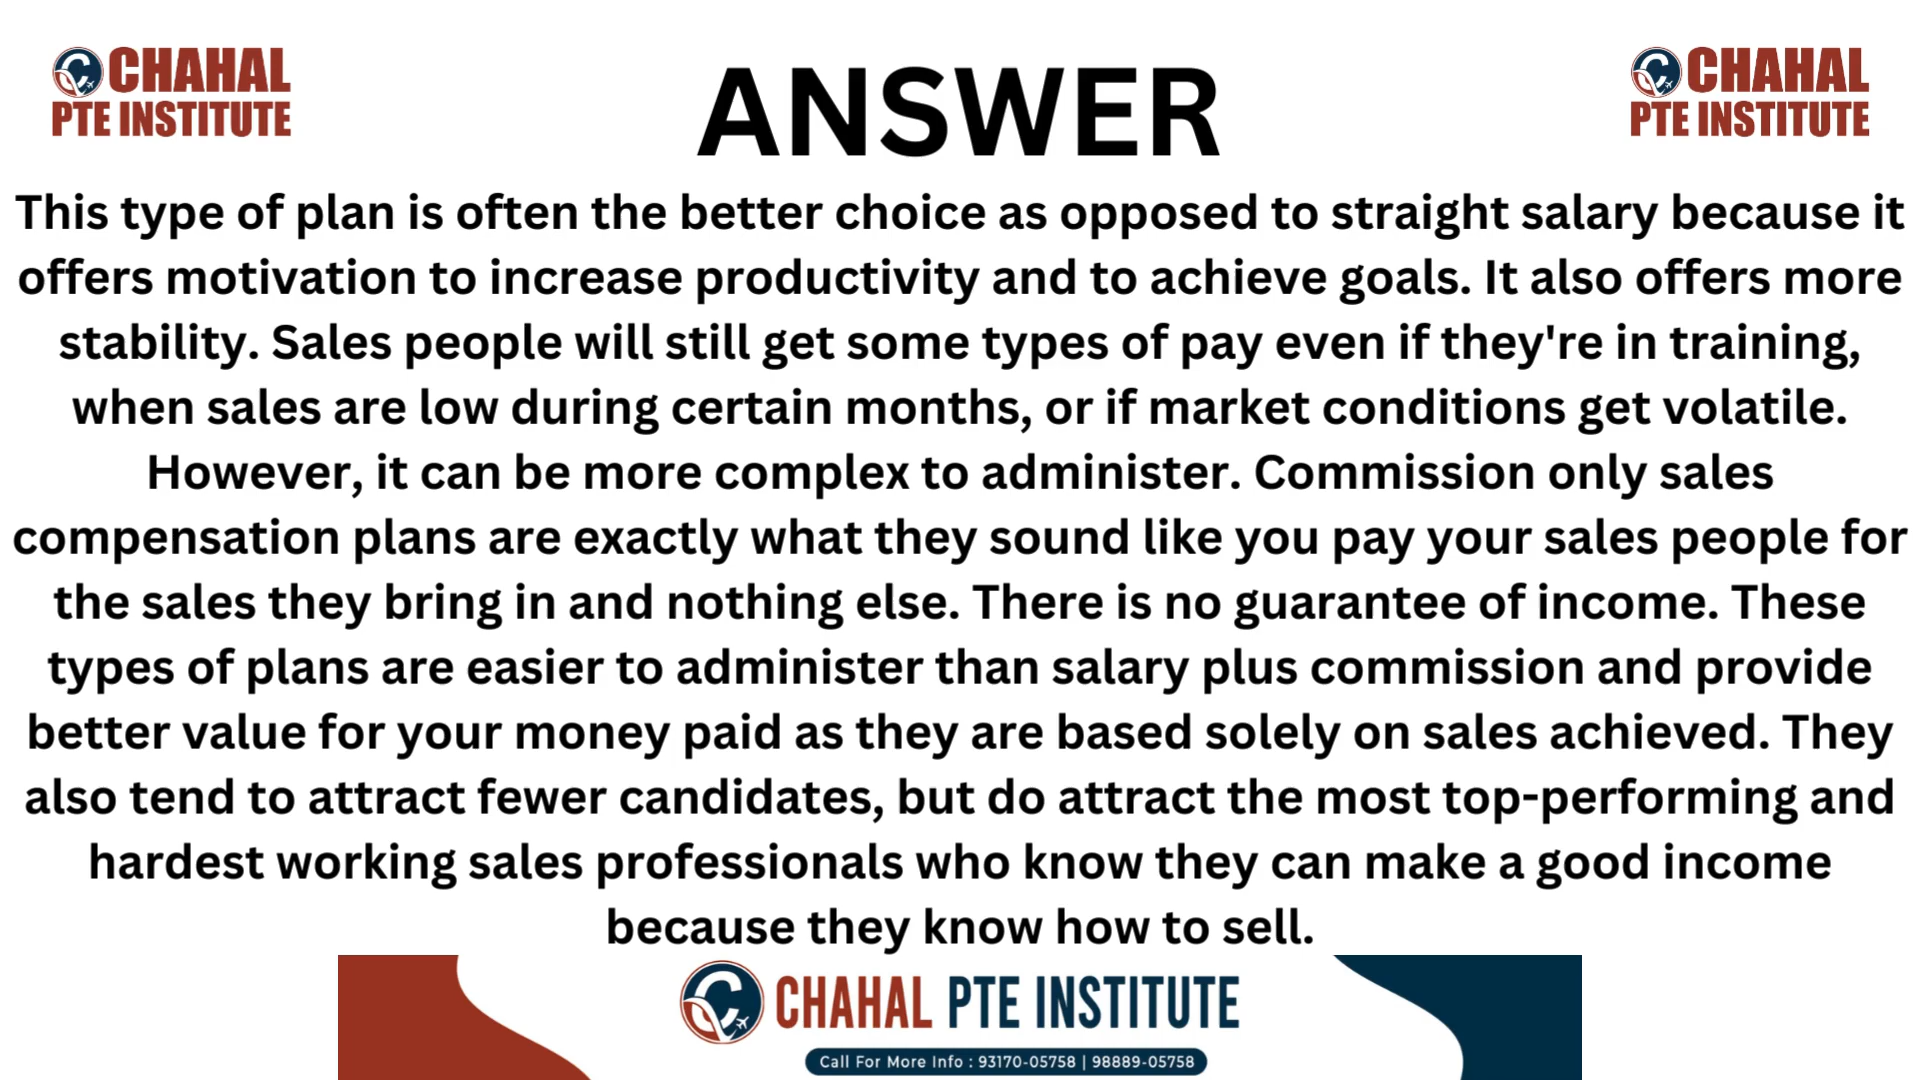 CHAHAL
PTE INSTITUTE
ANSWER
CHAHAL
PTE INSTITUTE
This type of plan is often the better choice as opposed to straight salary because it
offers motivation to increase productivity and to achieve goals. It also offers more
stability. Sales people will still get some types of pay even if they're in training,
when sales are low during certain months, or if market conditions get volatile.
However, it can be more complex to administer. Commission only sales
compensation plans are exactly what they sound like you pay your sales people for
the sales they bring in and nothing else. There is no guarantee of income. These
types of plans are easier to administer than salary plus commission and provide
better value for your money paid as they are based solely on sales achieved. They
also tend to attract fewer candidates, but do attract the most top-performing and
hardest working sales professionals who know they can make a good income
because they know how to sell.
CHAHAL PTE INSTITUTE
Call For More Info : 93170-05758 | 98889-05758